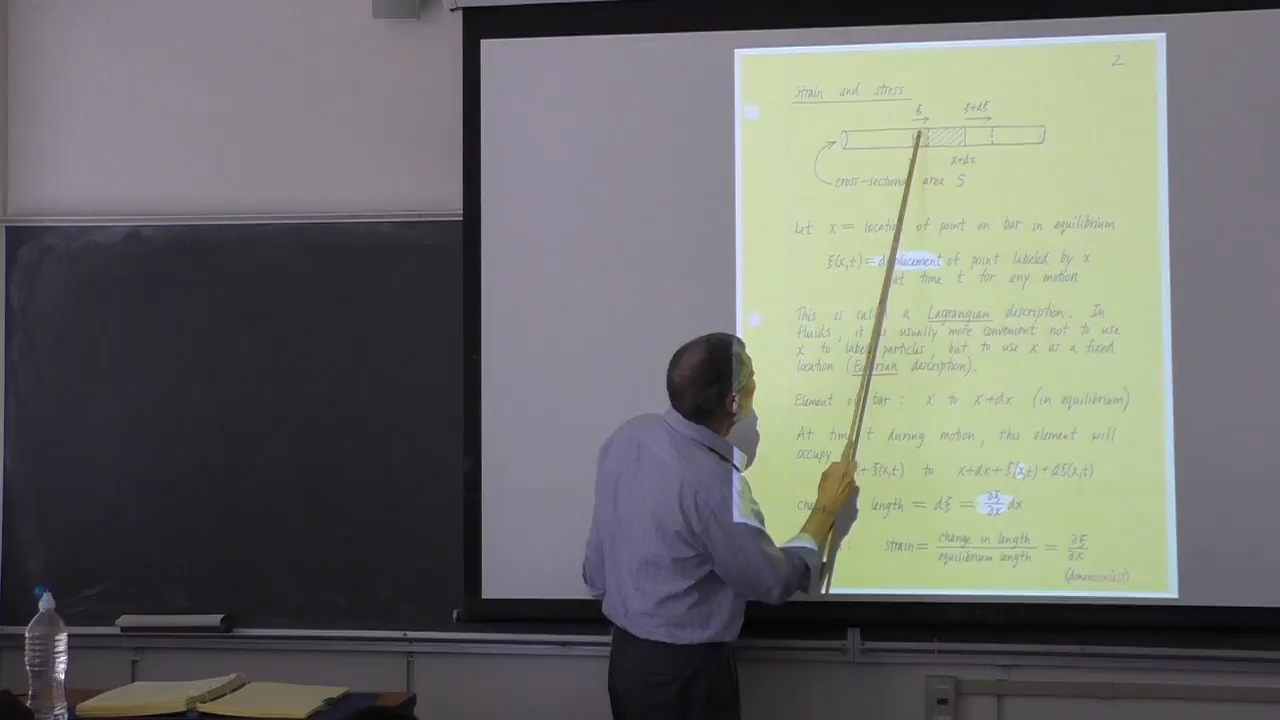 2
Strain and stress
ξ ξ+dξ
x+dx
cross-sectional area S
Let x = location of point on bar in equilibrium
ξ(x,t) = displacement of point labeled by x
at time t for any motion
This is called a Lagrangian description. In
fluids, it is usually more convenient not to use
x to label particles, but to use x as a fixed
location (Eulerian description).
Element of bar : x to x+dx (in equilibrium)
At time t during motion, this element will
occupy
x+ξ(x,t) to x+dx+ξ(x,t)+dξ(x,t)
length = dξ = ∂ξ/∂x dx
: strain = change in length / equilibrium length = ∂ξ/∂x
(dimensionless)